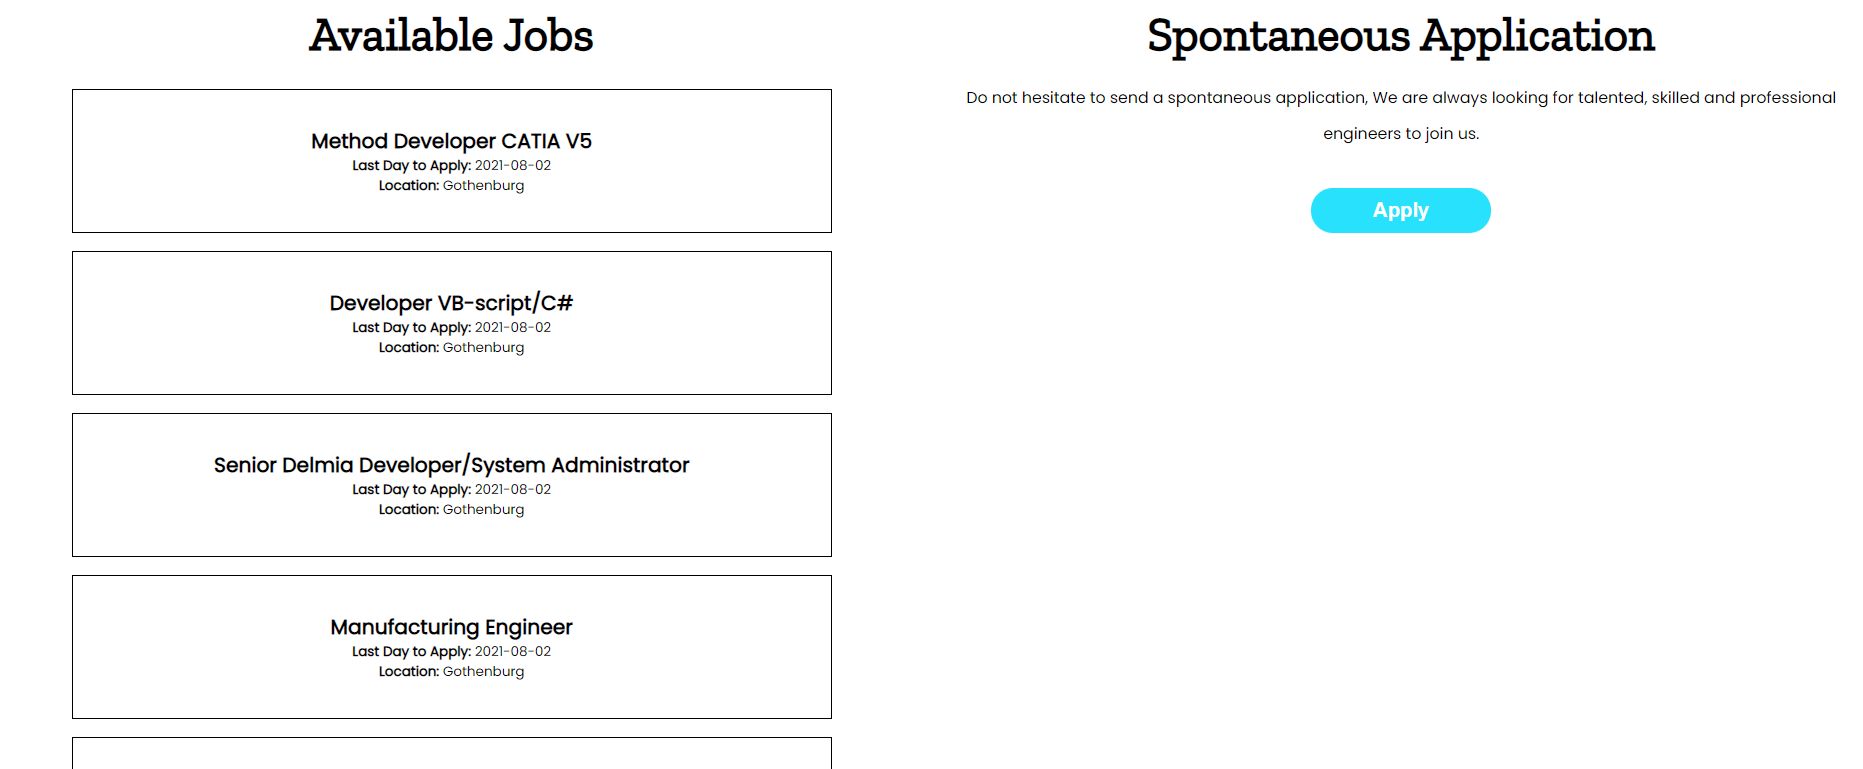 Available Jobs
Method Developer CATIA V5
Last Day to Apply: 2021-08-02
Location: Gothenburg
Developer VB-script/C#
Last Day to Apply: 2021-08-02
Location: Gothenburg
Senior Delmia Developer/System Administrator
Last Day to Apply: 2021-08-02
Location: Gothenburg
Manufacturing Engineer
Last Day to Apply: 2021-08-02
Location: Gothenburg
Spontaneous Application
Do not hesitate to send a spontaneous application, We are always looking for talented, skilled and professional
engineers to join us.
Apply